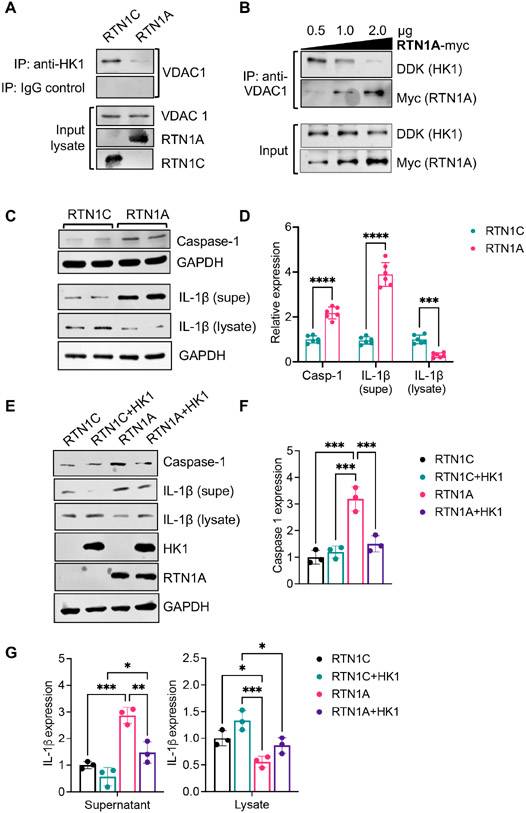 A
RTN1C
RTN1A
IP: anti-HK1
IP: IgG control
VDAC1
Input
lysate
VDAC 1
RTN1A
RTN1C
B
0.5 1.0 2.0 μg
RTN1A-myc
IP: anti-
VDAC1
DDK (HK1)
Myc (RTN1A)
Input
DDK (HK1)
Myc (RTN1A)
C
RTN1C RTN1A
Caspase-1
GAPDH
IL-1β (supe)
IL-1β (lysate)
GAPDH
D
RTN1C
RTN1A
Relative expression
6
4
2
0
****
****
***
Casp-1
IL-1β
(supe)
IL-1β
(lysate)
E
RTN1C
RTN1C+HK1
RTN1A
RTN1A+HK1
Caspase-1
IL-1β (supe)
IL-1β (lysate)
HK1
RTN1A
GAPDH
F
Caspase 1 expression
5
4
3
2
1
0
*** ***
***
RTN1C
RTN1C+HK1
RTN1A
RTN1A+HK1
G
IL-1β expression
5
4
3
2
1
0
*
*** **
Supernatant
IL-1β expression
2.0
1.5
1.0
0.5
0.0
*
*
***
Lysate
RTN1C
RTN1C+HK1
RTN1A
RTN1A+HK1